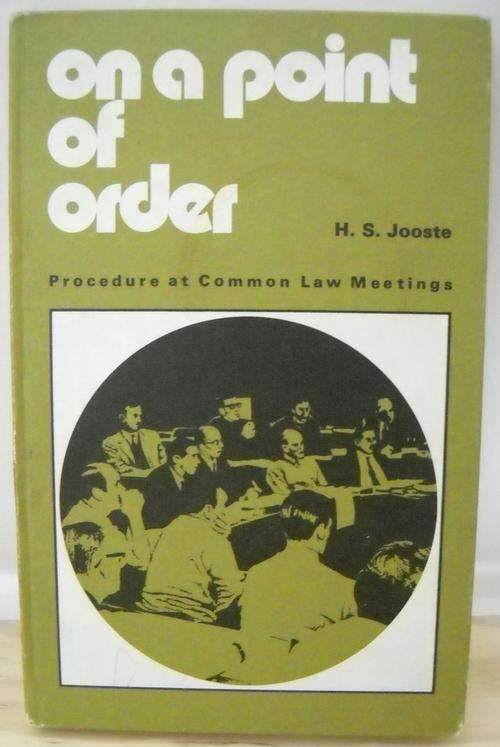 on a point
of
order
H. S. Jooste
Procedure at Common Law Meetings